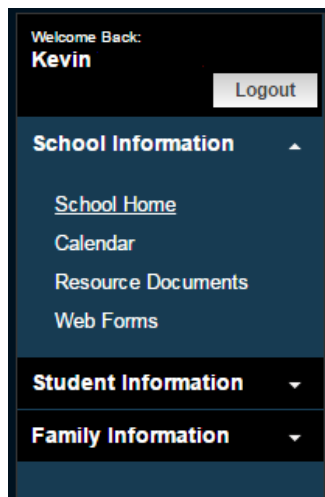 Welcome Back:
Kevin
Logout
School Information
School Home
Calendar
Resource Documents
Web Forms
Student Information
Family Information